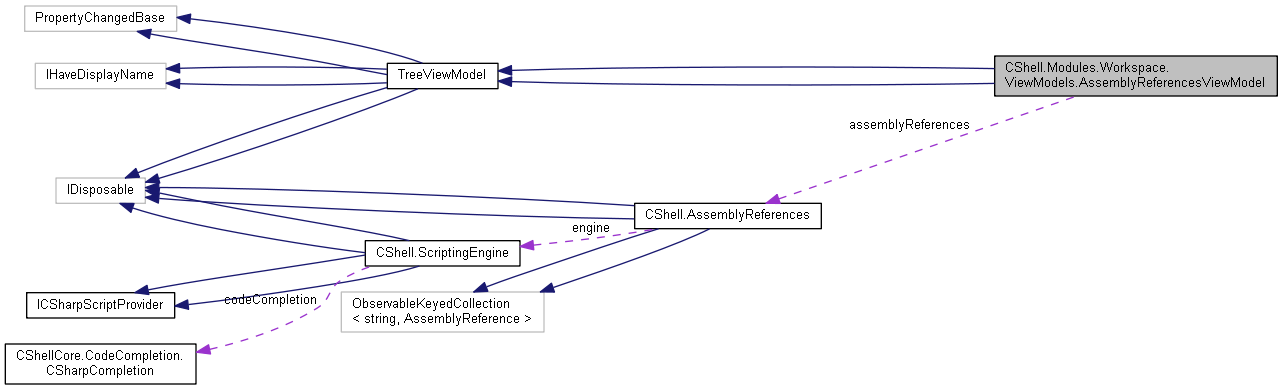 PropertyChangedBase
IHaveDisplayName
TreeViewModel
CShell.Modules.Workspace.
ViewModels.AssemblyReferencesViewModel
assemblyReferences
IDisposable
CShell.AssemblyReferences
engine
CShell.ScriptingEngine
ICSharpScriptProvider
codeCompletion
ObservableKeyedCollection
< string, AssemblyReference >
CShellCore.CodeCompletion.
CSharpCompletion